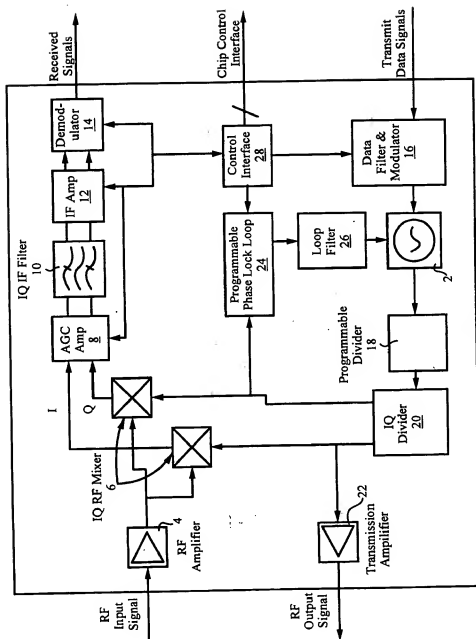 Received
Signals
Chip Control
Interface
Transmit
Data Signals
Demod-
ulator
14
IF Amp
12
IQ IF Filter
10
AGC
Amp
8
I
Q
IQ RF Mixer
6
4
RF
Amplifier
RF
Input
Signal
Control
Interface
28
Programmable
Phase Lock Loop
24
Loop
Filter
26
Data
Filter &
Modulator
16
2
Programmable
Divider
18
IQ
Divider
20
22
Transmission
Ampilifier
RF
Output
Signal